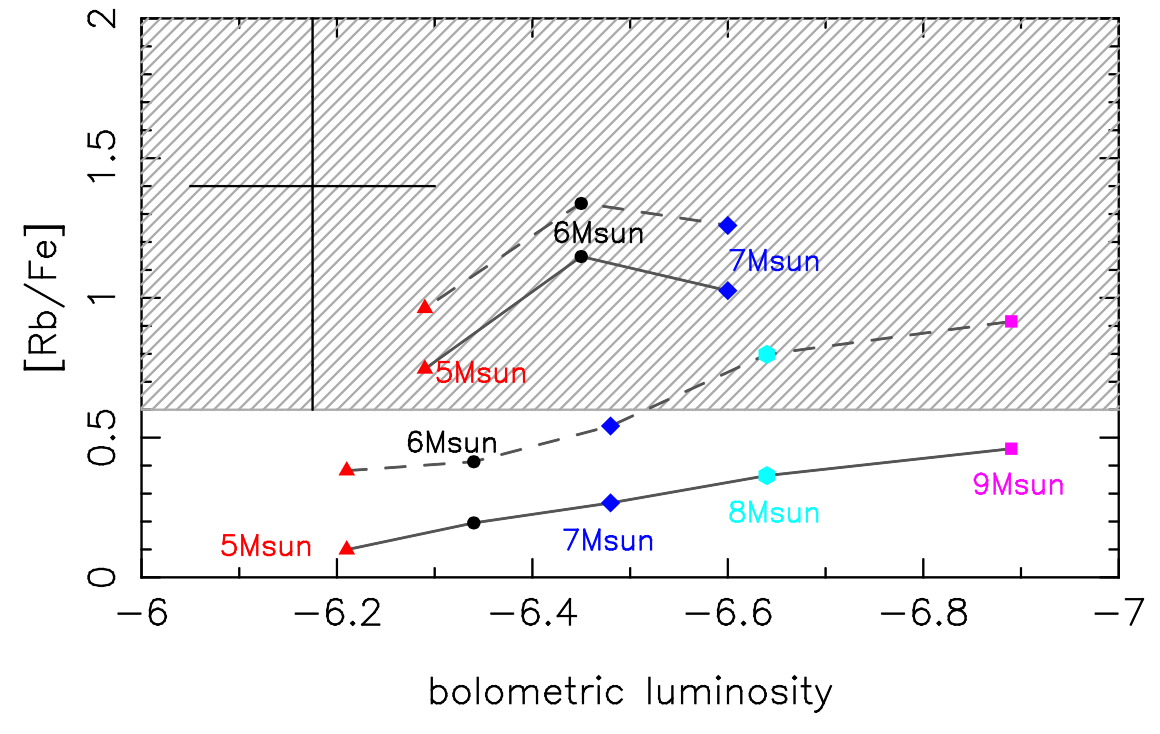 2
1.5
1
0.5
0
[Rb/Fe]
6Msun
7Msun
5Msun
6Msun
9Msun
8Msun
7Msun
5Msun
−6 −6.2 −6.4 −6.6 −6.8 −7
bolometric luminosity